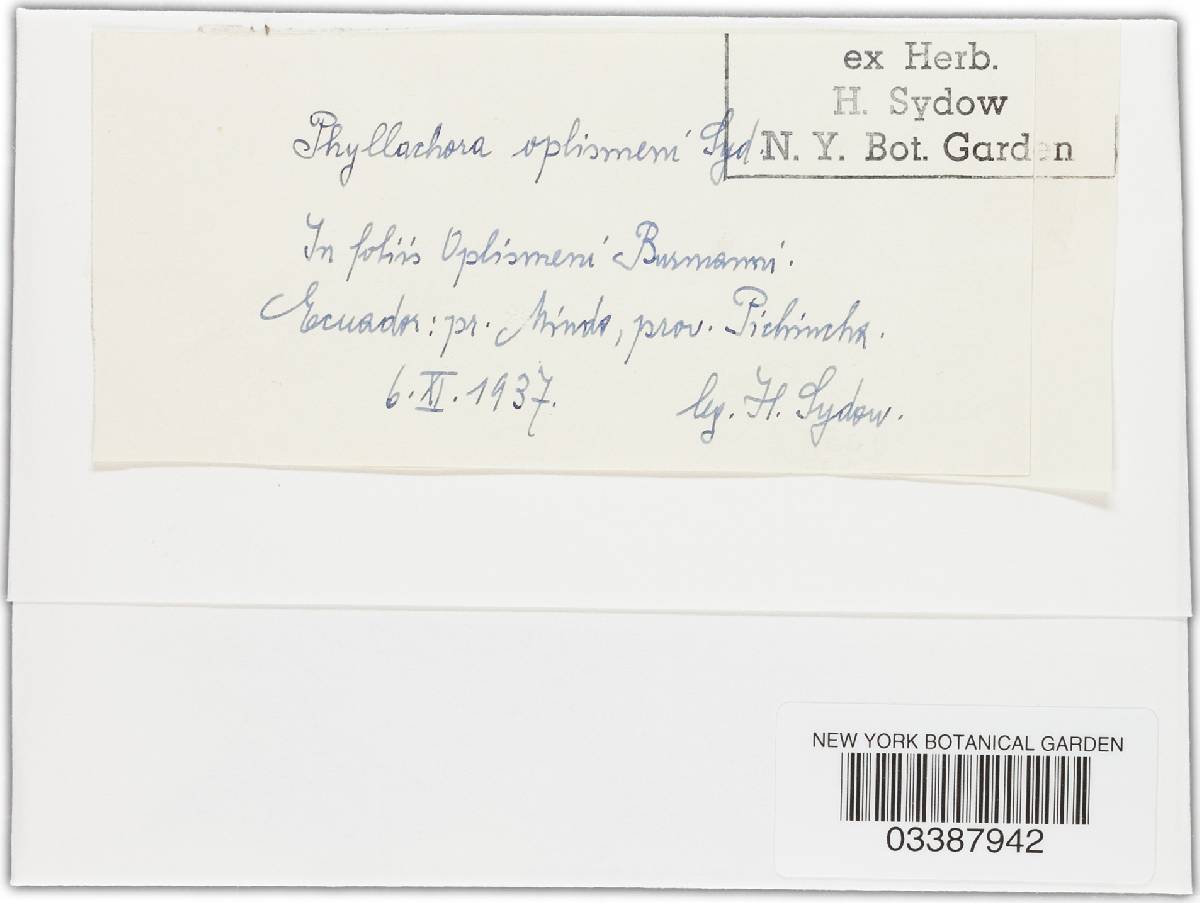 ex Herb.
H. Sydow
N. Y. Bot. Garden
Phyllachora oplismeni Syd.
In foliis Oplismeni Burmanni.
Ecuador: pr. Mindo, prov. Pichincha.
6.XI.1937. leg. H. Sydow.
NEW YORK BOTANICAL GARDEN
03387942